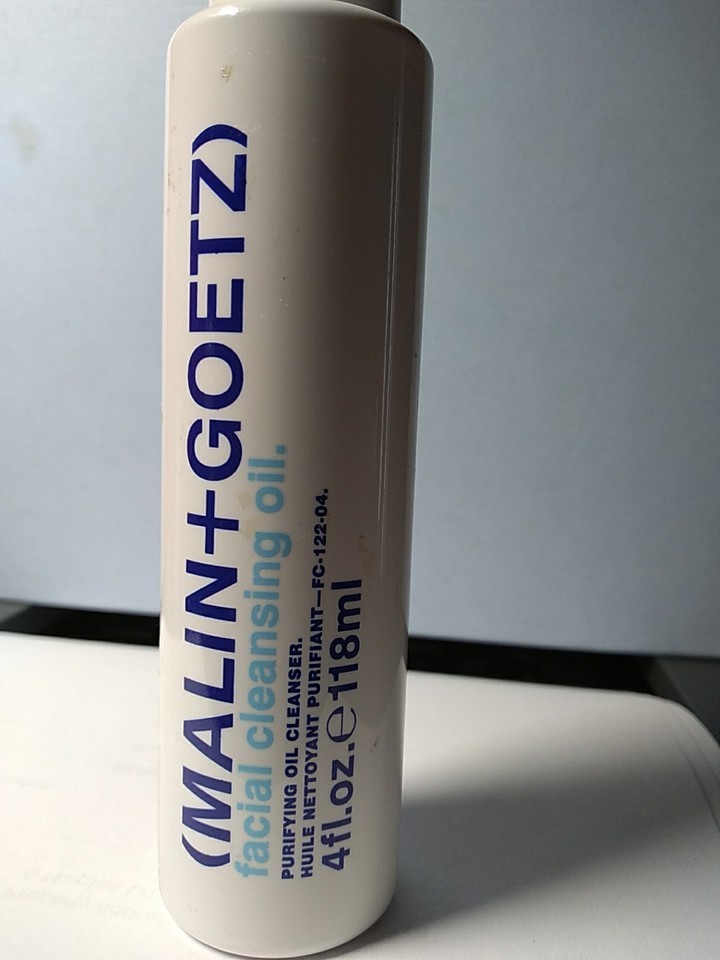 (MALIN+GOETZ)
facial cleansing oil.
PURIFYING OIL CLEANSER.
HUILE NETTOYANT PURIFIANT—FC-122-04.
4fl.oz.℮118ml